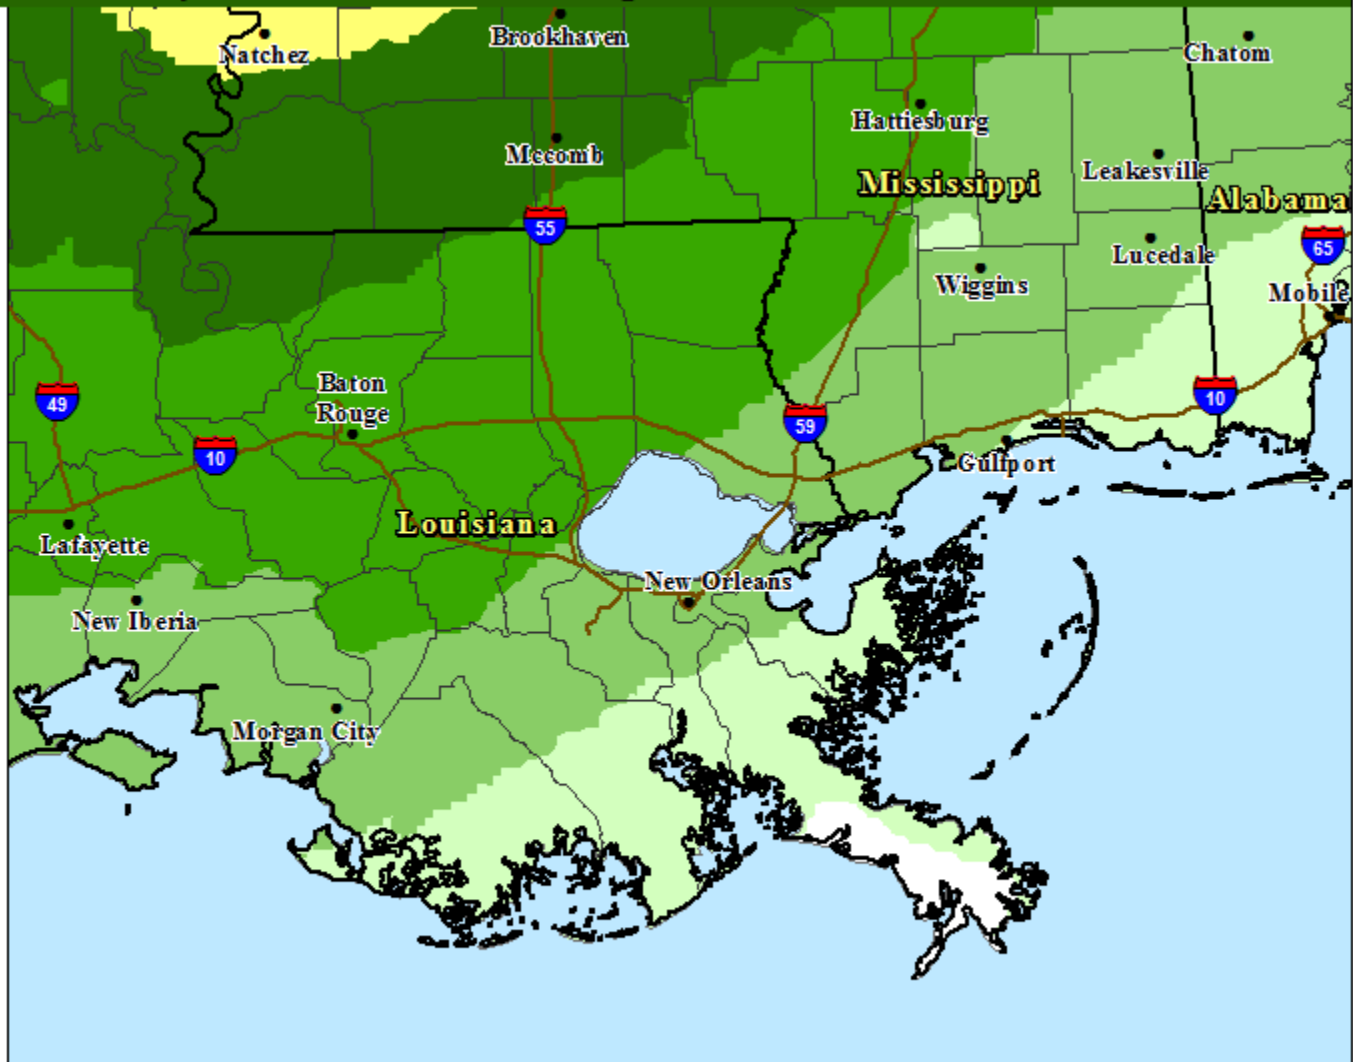 Brookhaven
Natchez
Chatom
Hattiesburg
Mccomb
Leakesville
Mississippi
Alabama
55
65
Lucedale
Wiggins
Mobile
Baton
Rouge
49
10
59
10
Gulfport
Louisiana
Lafayette
New Orleans
New Iberia
Morgan City